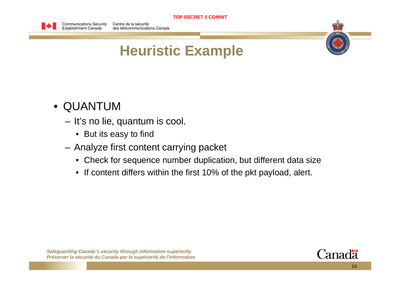 TOP SECRET // COMINT
Communications Security Centre de la sécurité
Establishment Canada des télécommunications Canada
Heuristic Example
• QUANTUM
– It's no lie, quantum is cool.
• But its easy to find
– Analyze first content carrying packet
• Check for sequence number duplication, but different data size
• If content differs within the first 10% of the pkt payload, alert.
Safeguarding Canada's security through information superiority
Préserver la sécurité du Canada par la supériorité de l'information
Canada